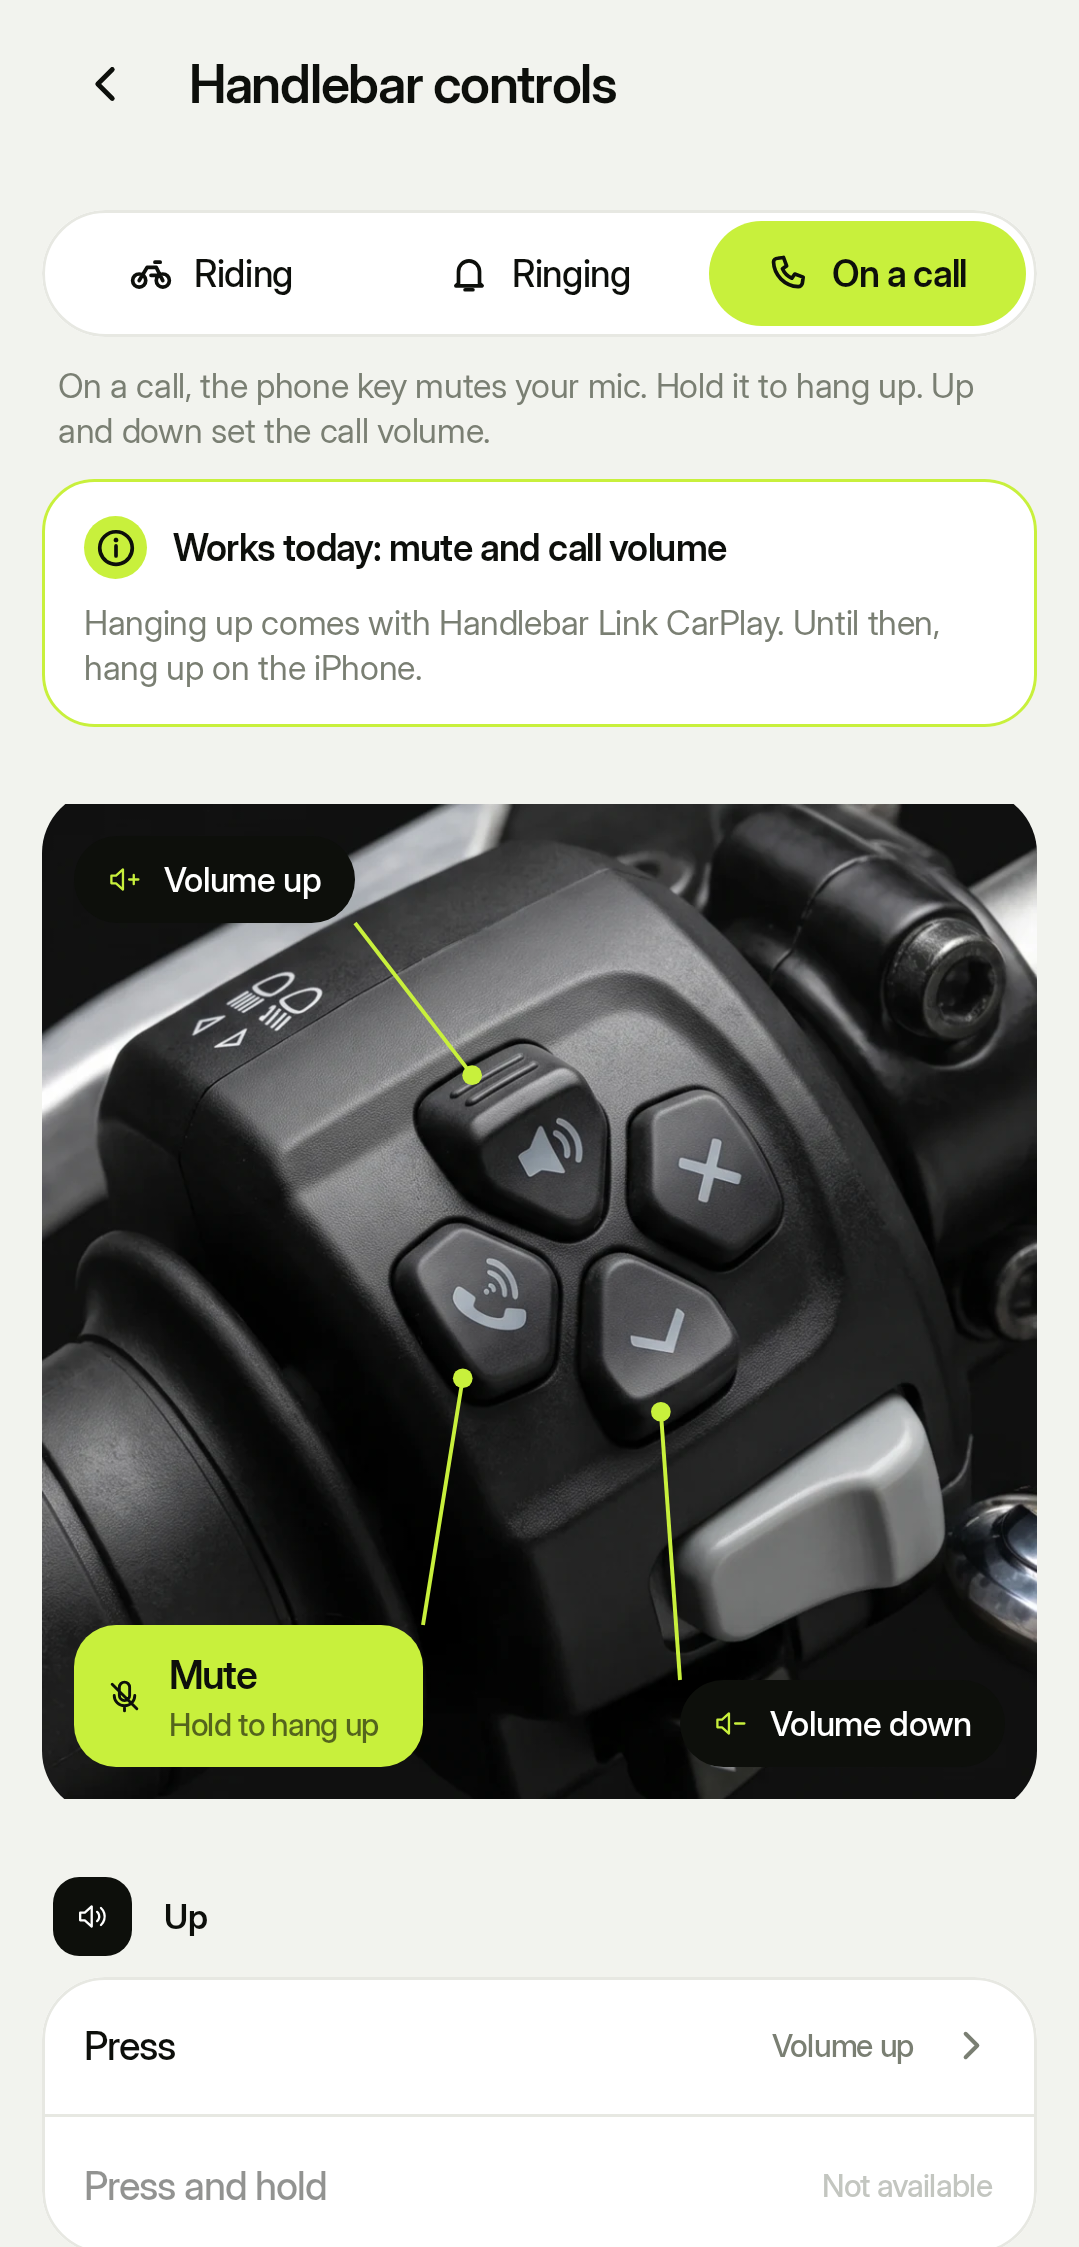 Handlebar controls
Riding
Ringing
On a call
On a call, the phone key mutes your mic. Hold it to hang up. Up
and down set the call volume.
Works today: mute and call volume
Hanging up comes with Handlebar Link CarPlay. Until then,
hang up on the iPhone.
Volume up
Mute
Hold to hang up
Volume down
Up
Press
Volume up
Press and hold
Not available